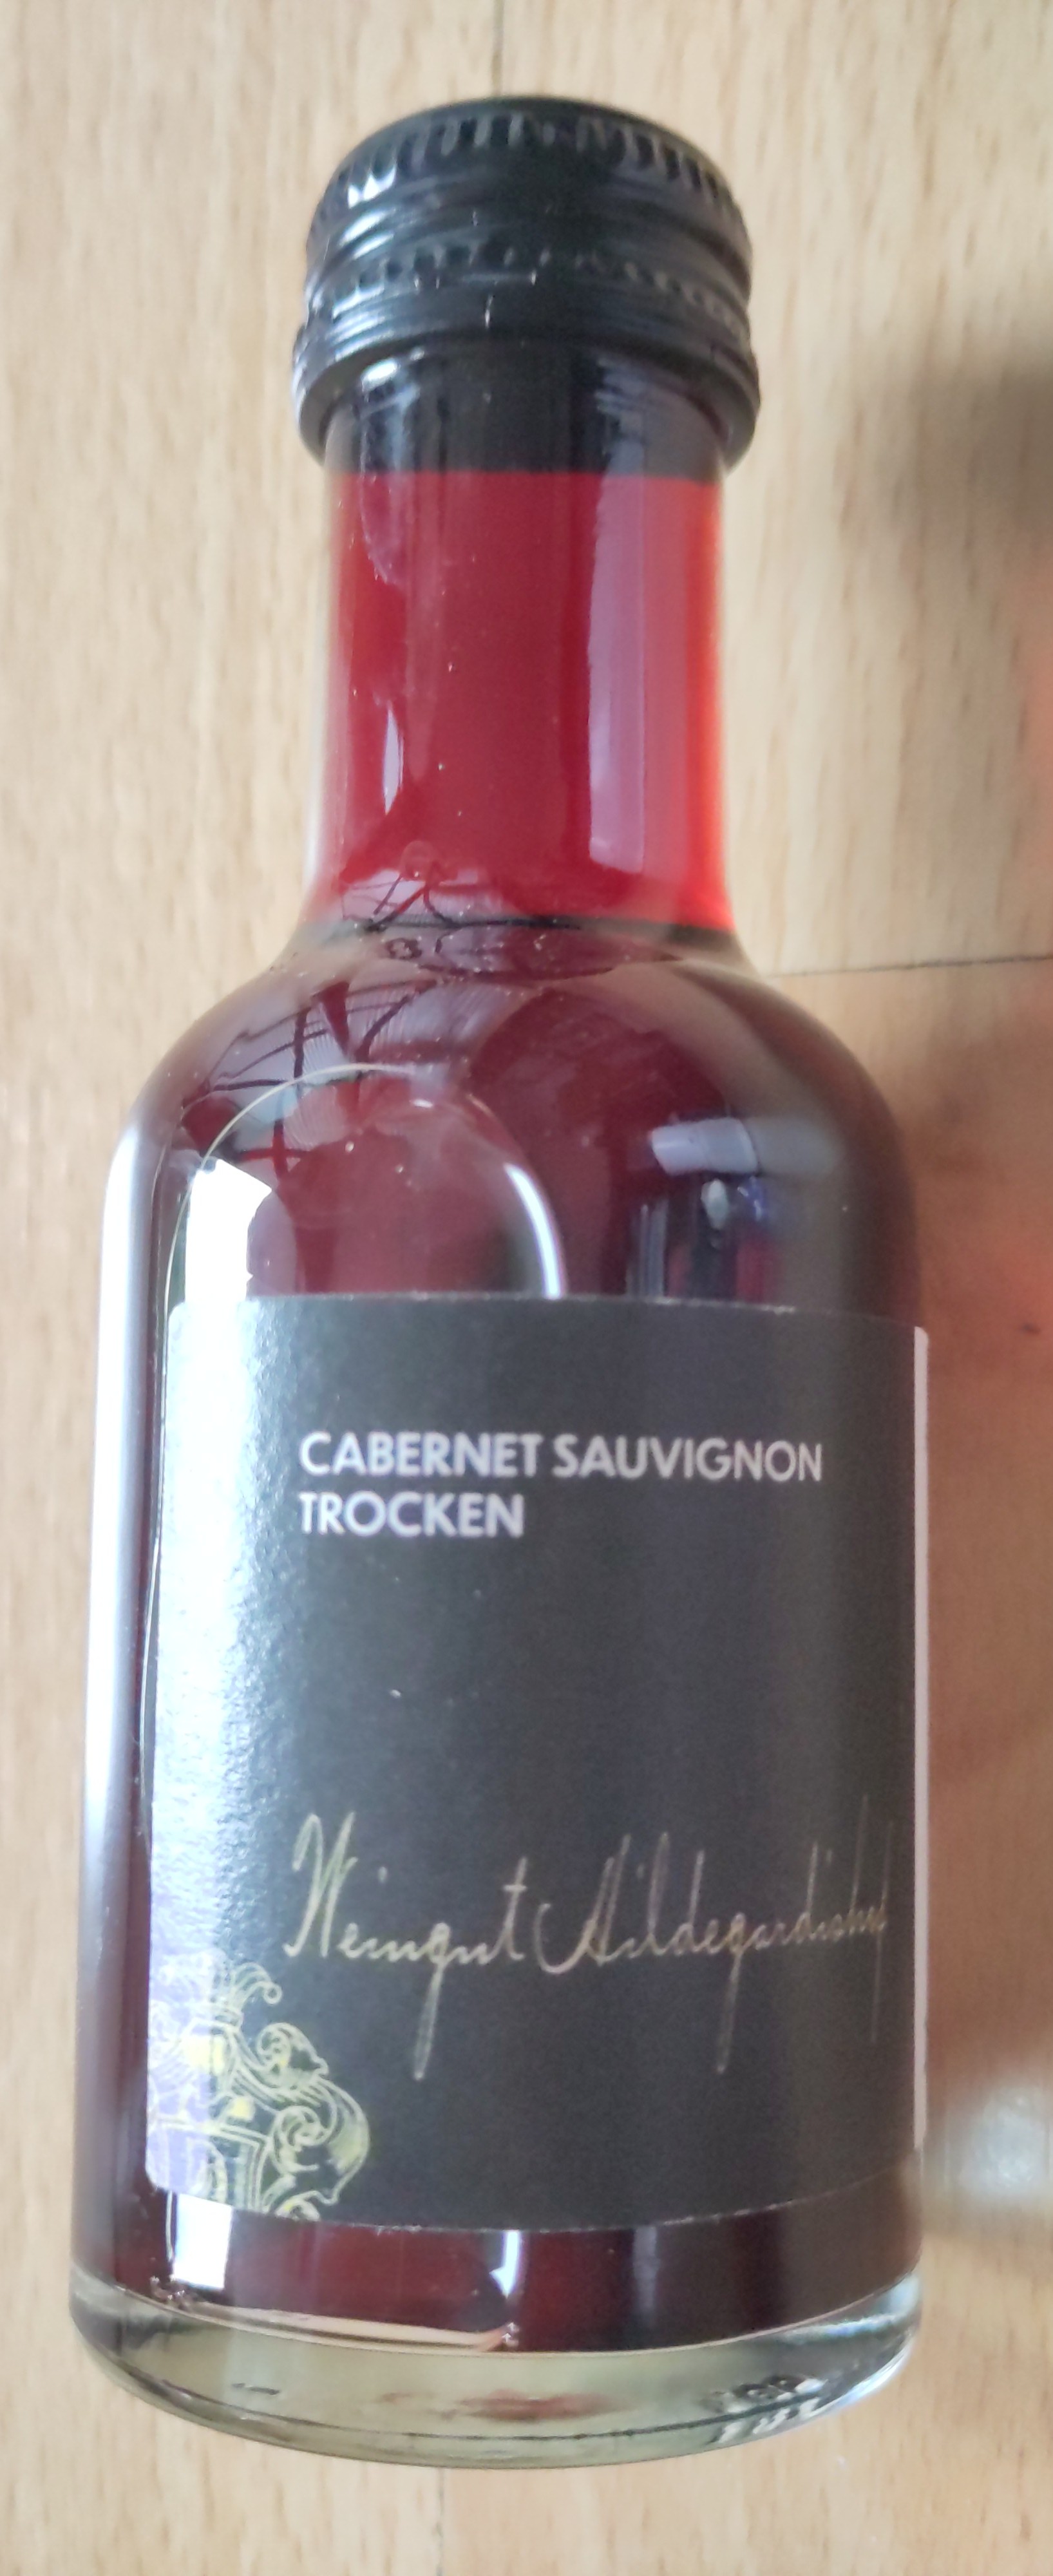 CABERNET SAUVIGNON
TROCKEN
Weingut Hildegardishof